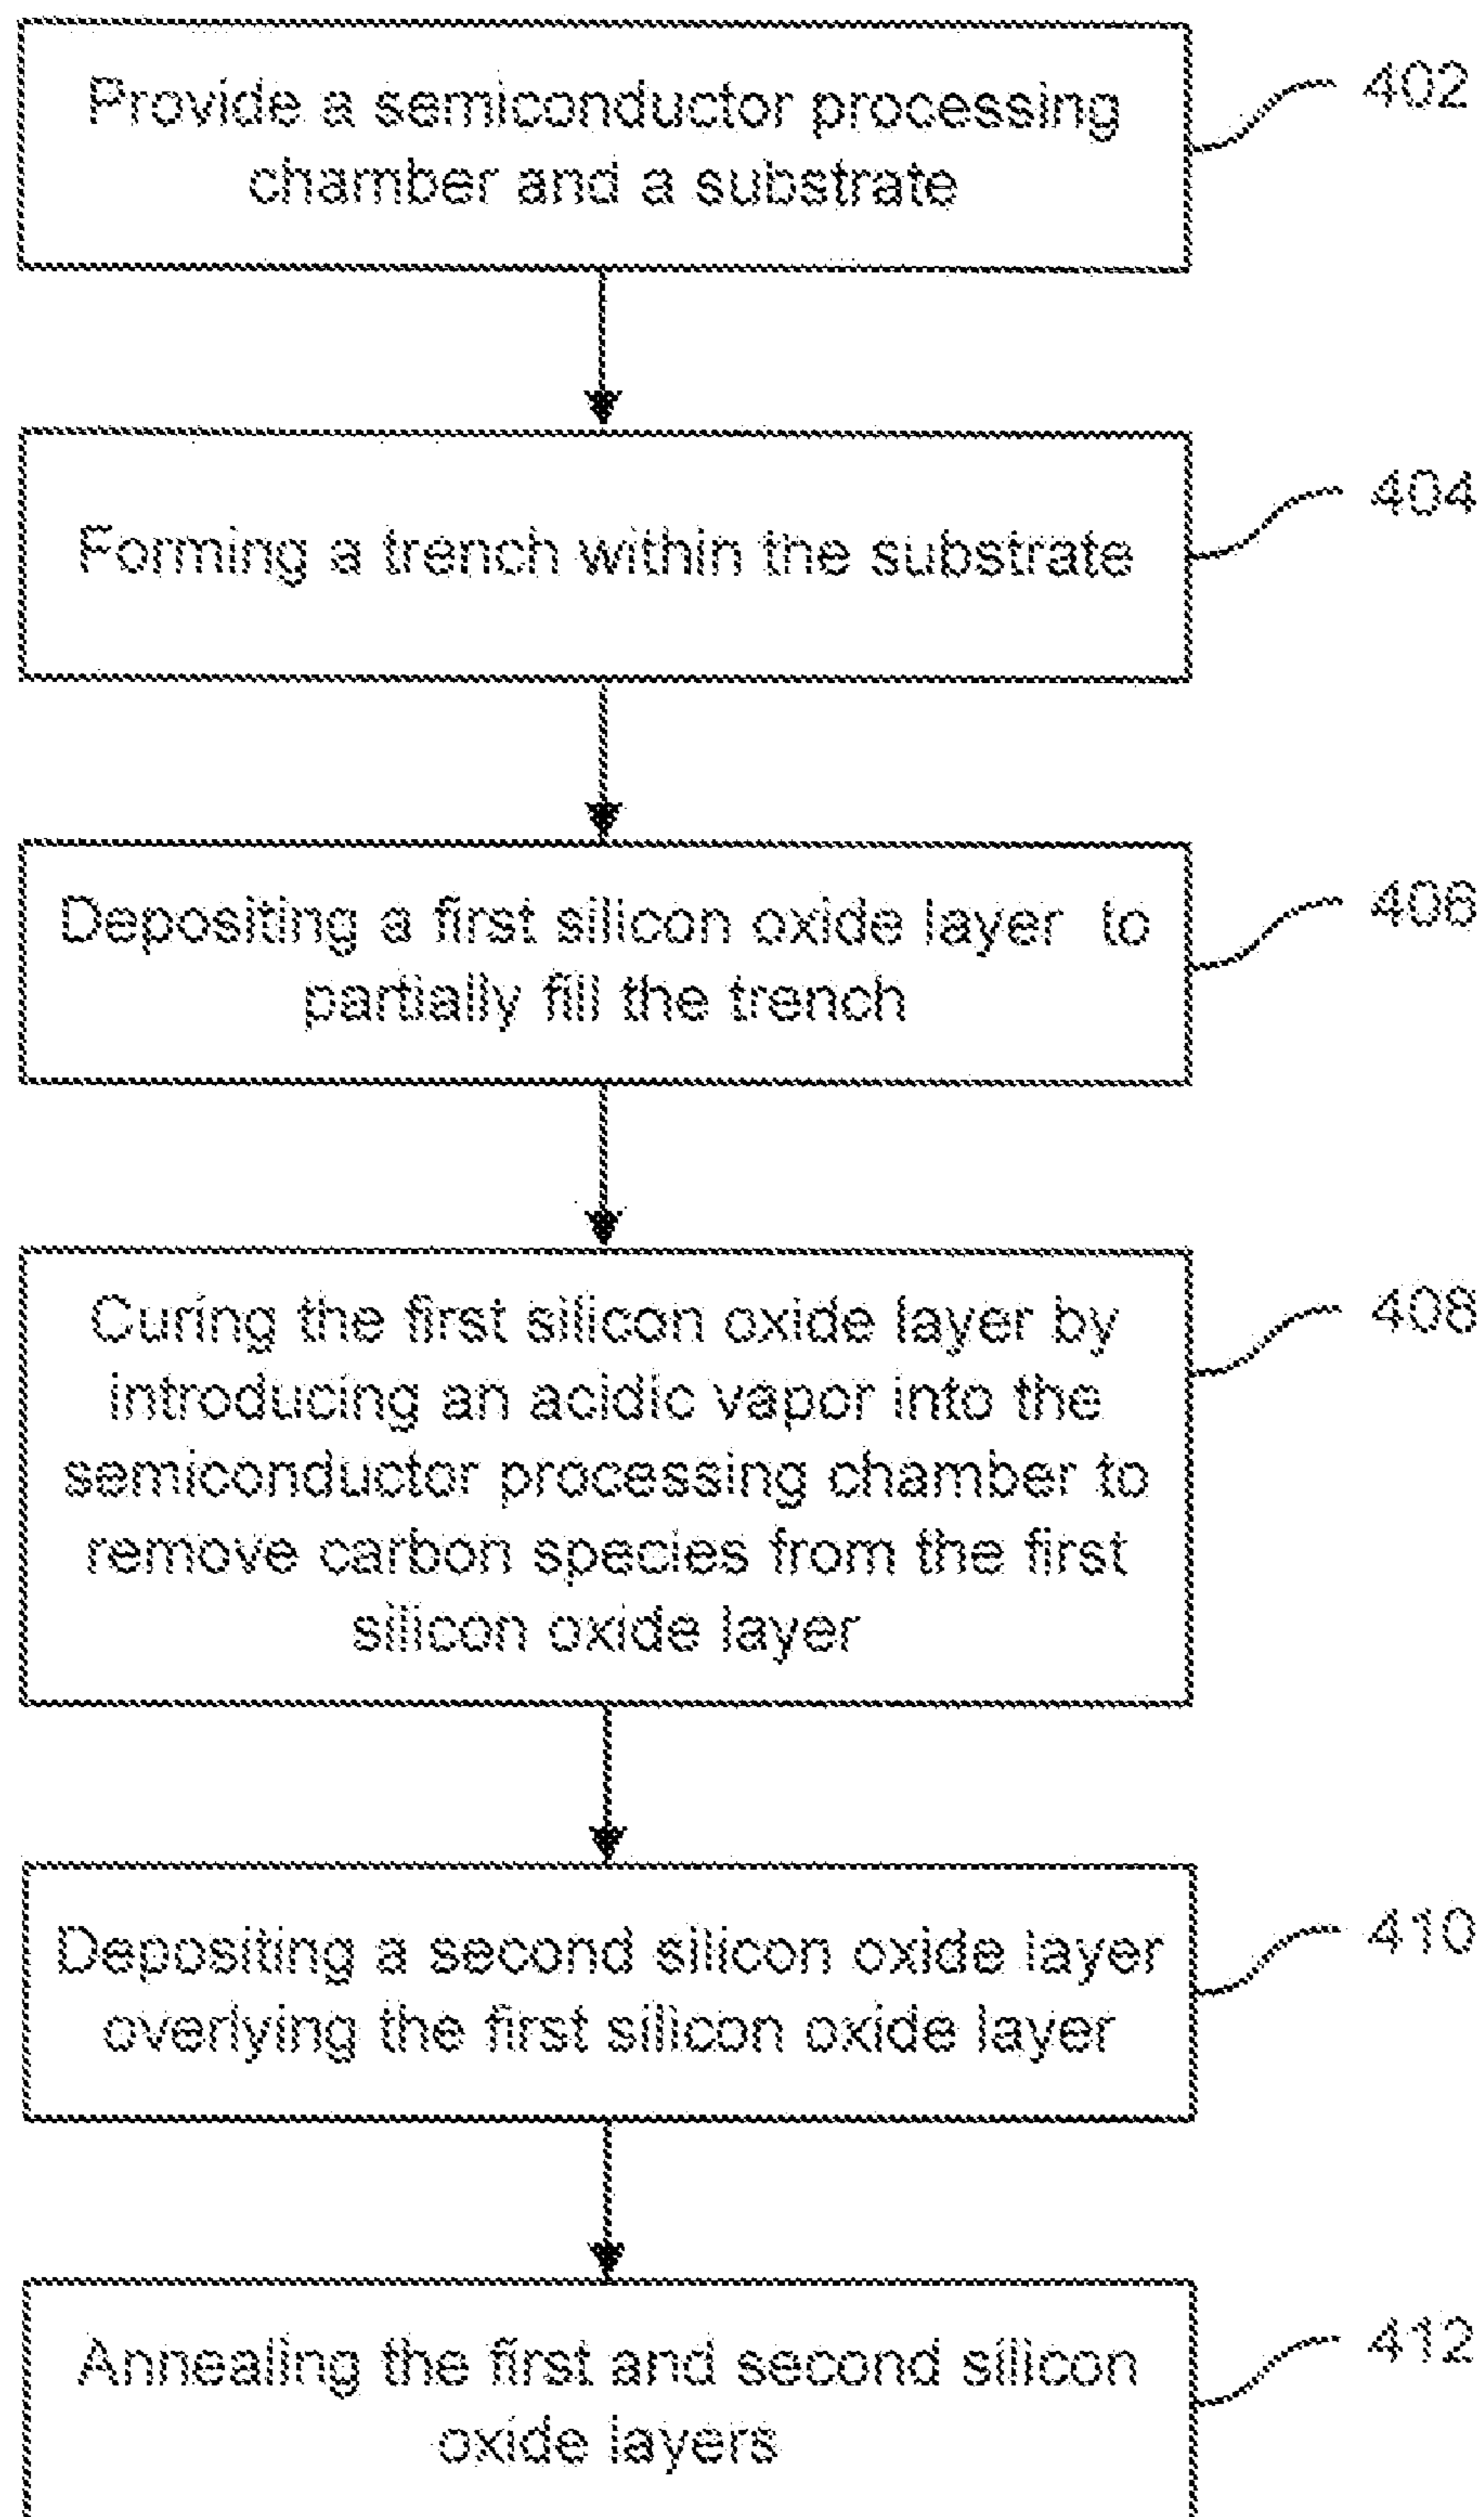 Provide a semiconductor processing
chamber and a substrate
402
Forming a trench within the substrate
404
Depositing a first silicon oxide layer to
partially fill the trench
406
Curing the first silicon oxide layer by
introducing an acidic vapor into the
semiconductor processing chamber to
remove carbon species from the first
silicon oxide layer
408
Depositing a second silicon oxide layer
overlying the first silicon oxide layer
410
Annealing the first and second silicon
oxide layers
412